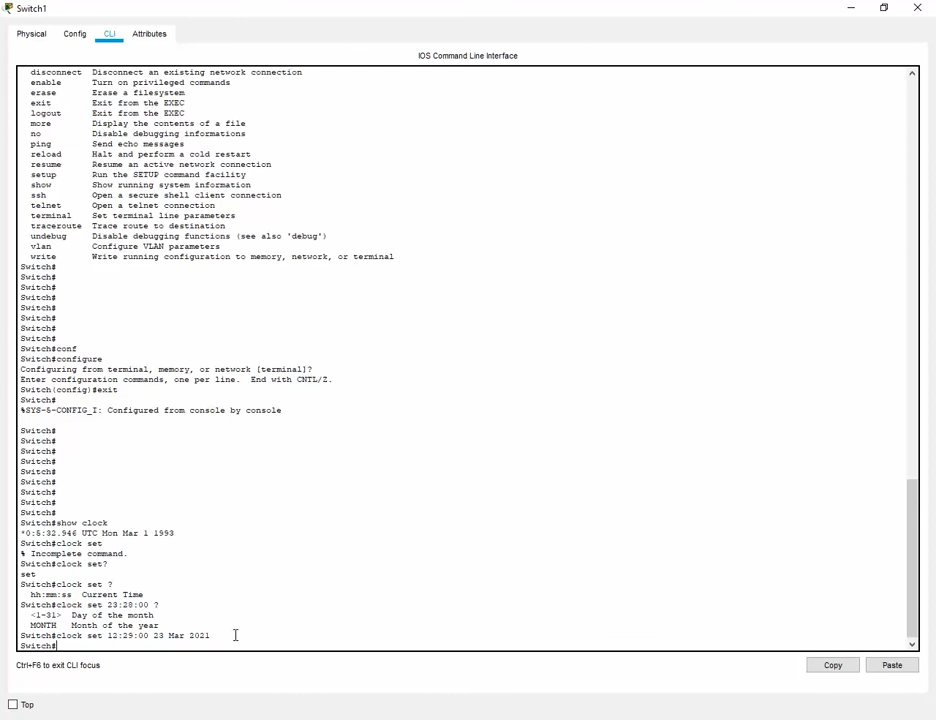 Switch1
Physical Config CLI Attributes
IOS Command Line Interface
disconnect Disconnect an existing network connection
enable Turn on privileged commands
erase Erase a filesystem
exit Exit from the EXEC
logout Exit from the EXEC
more Display the contents of a file
no Disable debugging informations
ping Send echo messages
reload Halt and perform a cold restart
resume Resume an active network connection
setup Run the SETUP command facility
show Show running system information
ssh Open a secure shell client connection
telnet Open a telnet connection
terminal Set terminal line parameters
traceroute Trace route to destination
undebug Disable debugging functions (see also 'debug')
vlan Configure VLAN parameters
write Write running configuration to memory, network, or terminal
Switch#
Switch#
Switch#
Switch#
Switch#
Switch#
Switch#
Switch#
Switch#conf
Switch#configure
Configuring from terminal, memory, or network [terminal]?
Enter configuration commands, one per line. End with CNTL/Z.
Switch(config)#exit
Switch#
%SYS-5-CONFIG_I: Configured from console by console
Switch#
Switch#
Switch#
Switch#
Switch#
Switch#
Switch#
Switch#
Switch#
Switch#show clock
*0:5:32.946 UTC Mon Mar 1 1993
Switch#clock set
% Incomplete command.
Switch#clock set?
set
Switch#clock set ?
hh:mm:ss Current Time
Switch#clock set 23:28:00 ?
<1-31> Day of the month
MONTH Month of the year
Switch#clock set 12:29:00 23 Mar 2021
Switch#
Ctrl+F6 to exit CLI focus
Copy Paste
Top